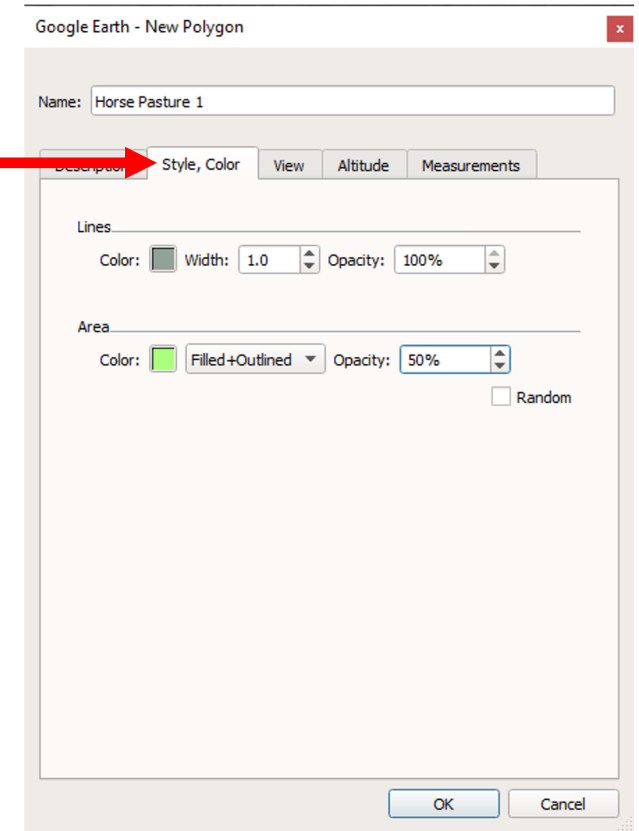 Google Earth - New Polygon
x
Name: Horse Pasture 1
Description Style, Color View Altitude Measurements
Lines
Color: Width: 1.0 Opacity: 100%
Area
Color: Filled+Outlined Opacity: 50%
Random
OK Cancel